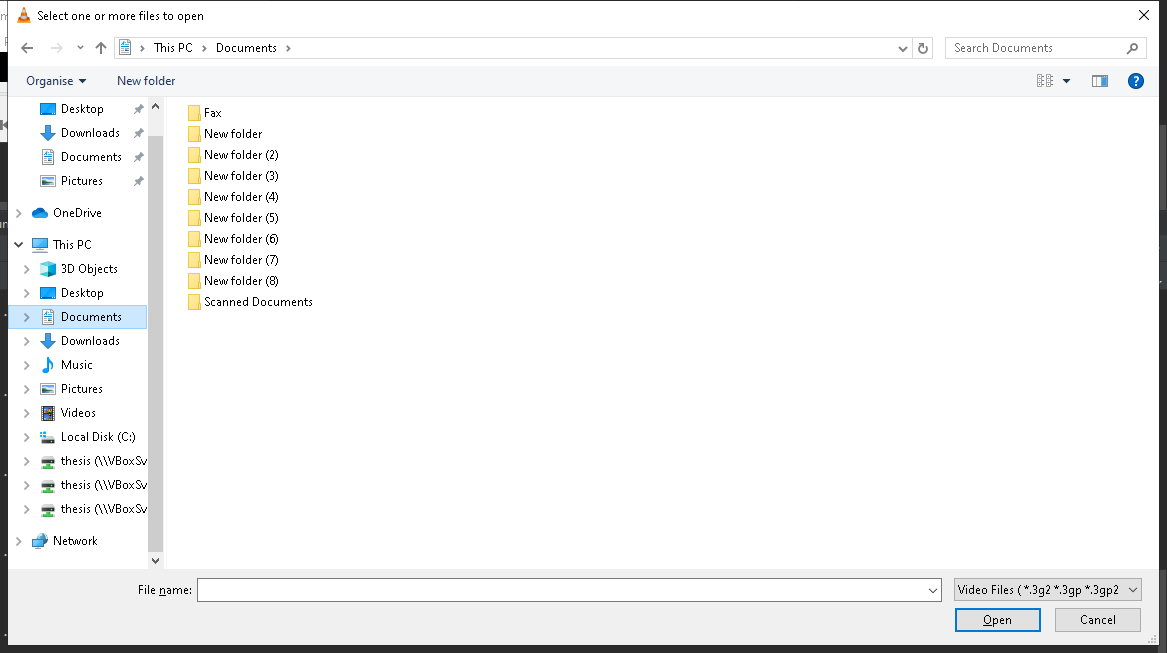 Select one or more files to open
This PC > Documents >
Search Documents
Organise
New folder
Desktop
Downloads
Documents
Pictures
OneDrive
This PC
3D Objects
Desktop
Documents
Downloads
Music
Pictures
Videos
Local Disk (C:)
thesis (\\VBoxSv
thesis (\\VBoxSv
thesis (\\VBoxSv
Network
Fax
New folder
New folder (2)
New folder (3)
New folder (4)
New folder (5)
New folder (6)
New folder (7)
New folder (8)
Scanned Documents
File name:
Video Files ( *.3g2 *.3gp *.3gp2
Open
Cancel